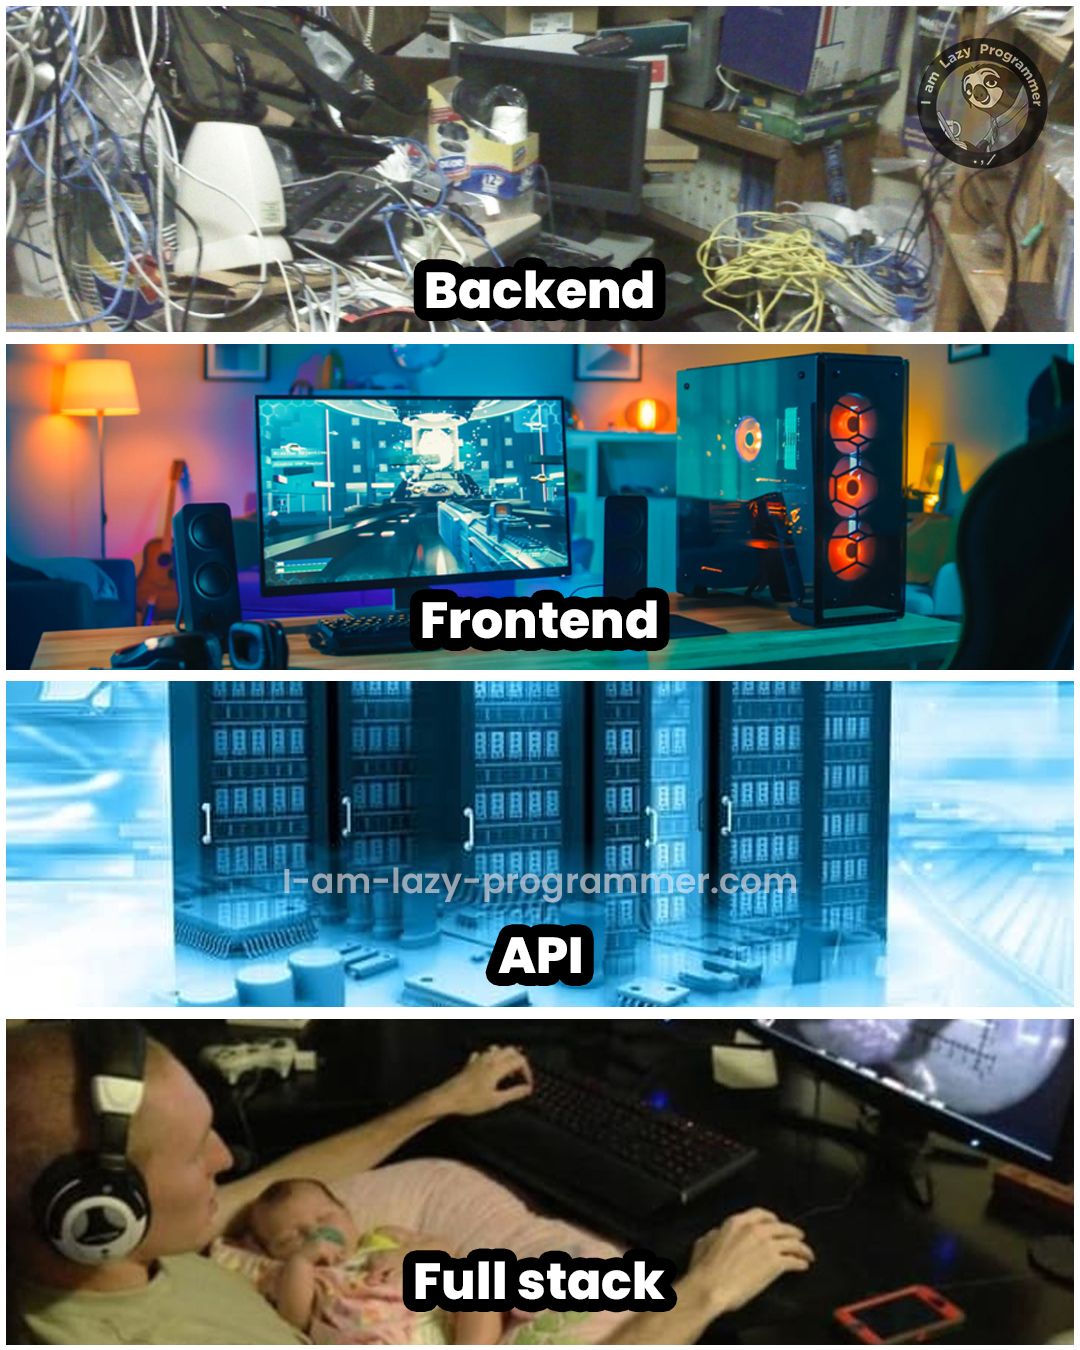 I am Lazy Programmer
Backend
Frontend
I-am-lazy-programmer.com
API
Full stack